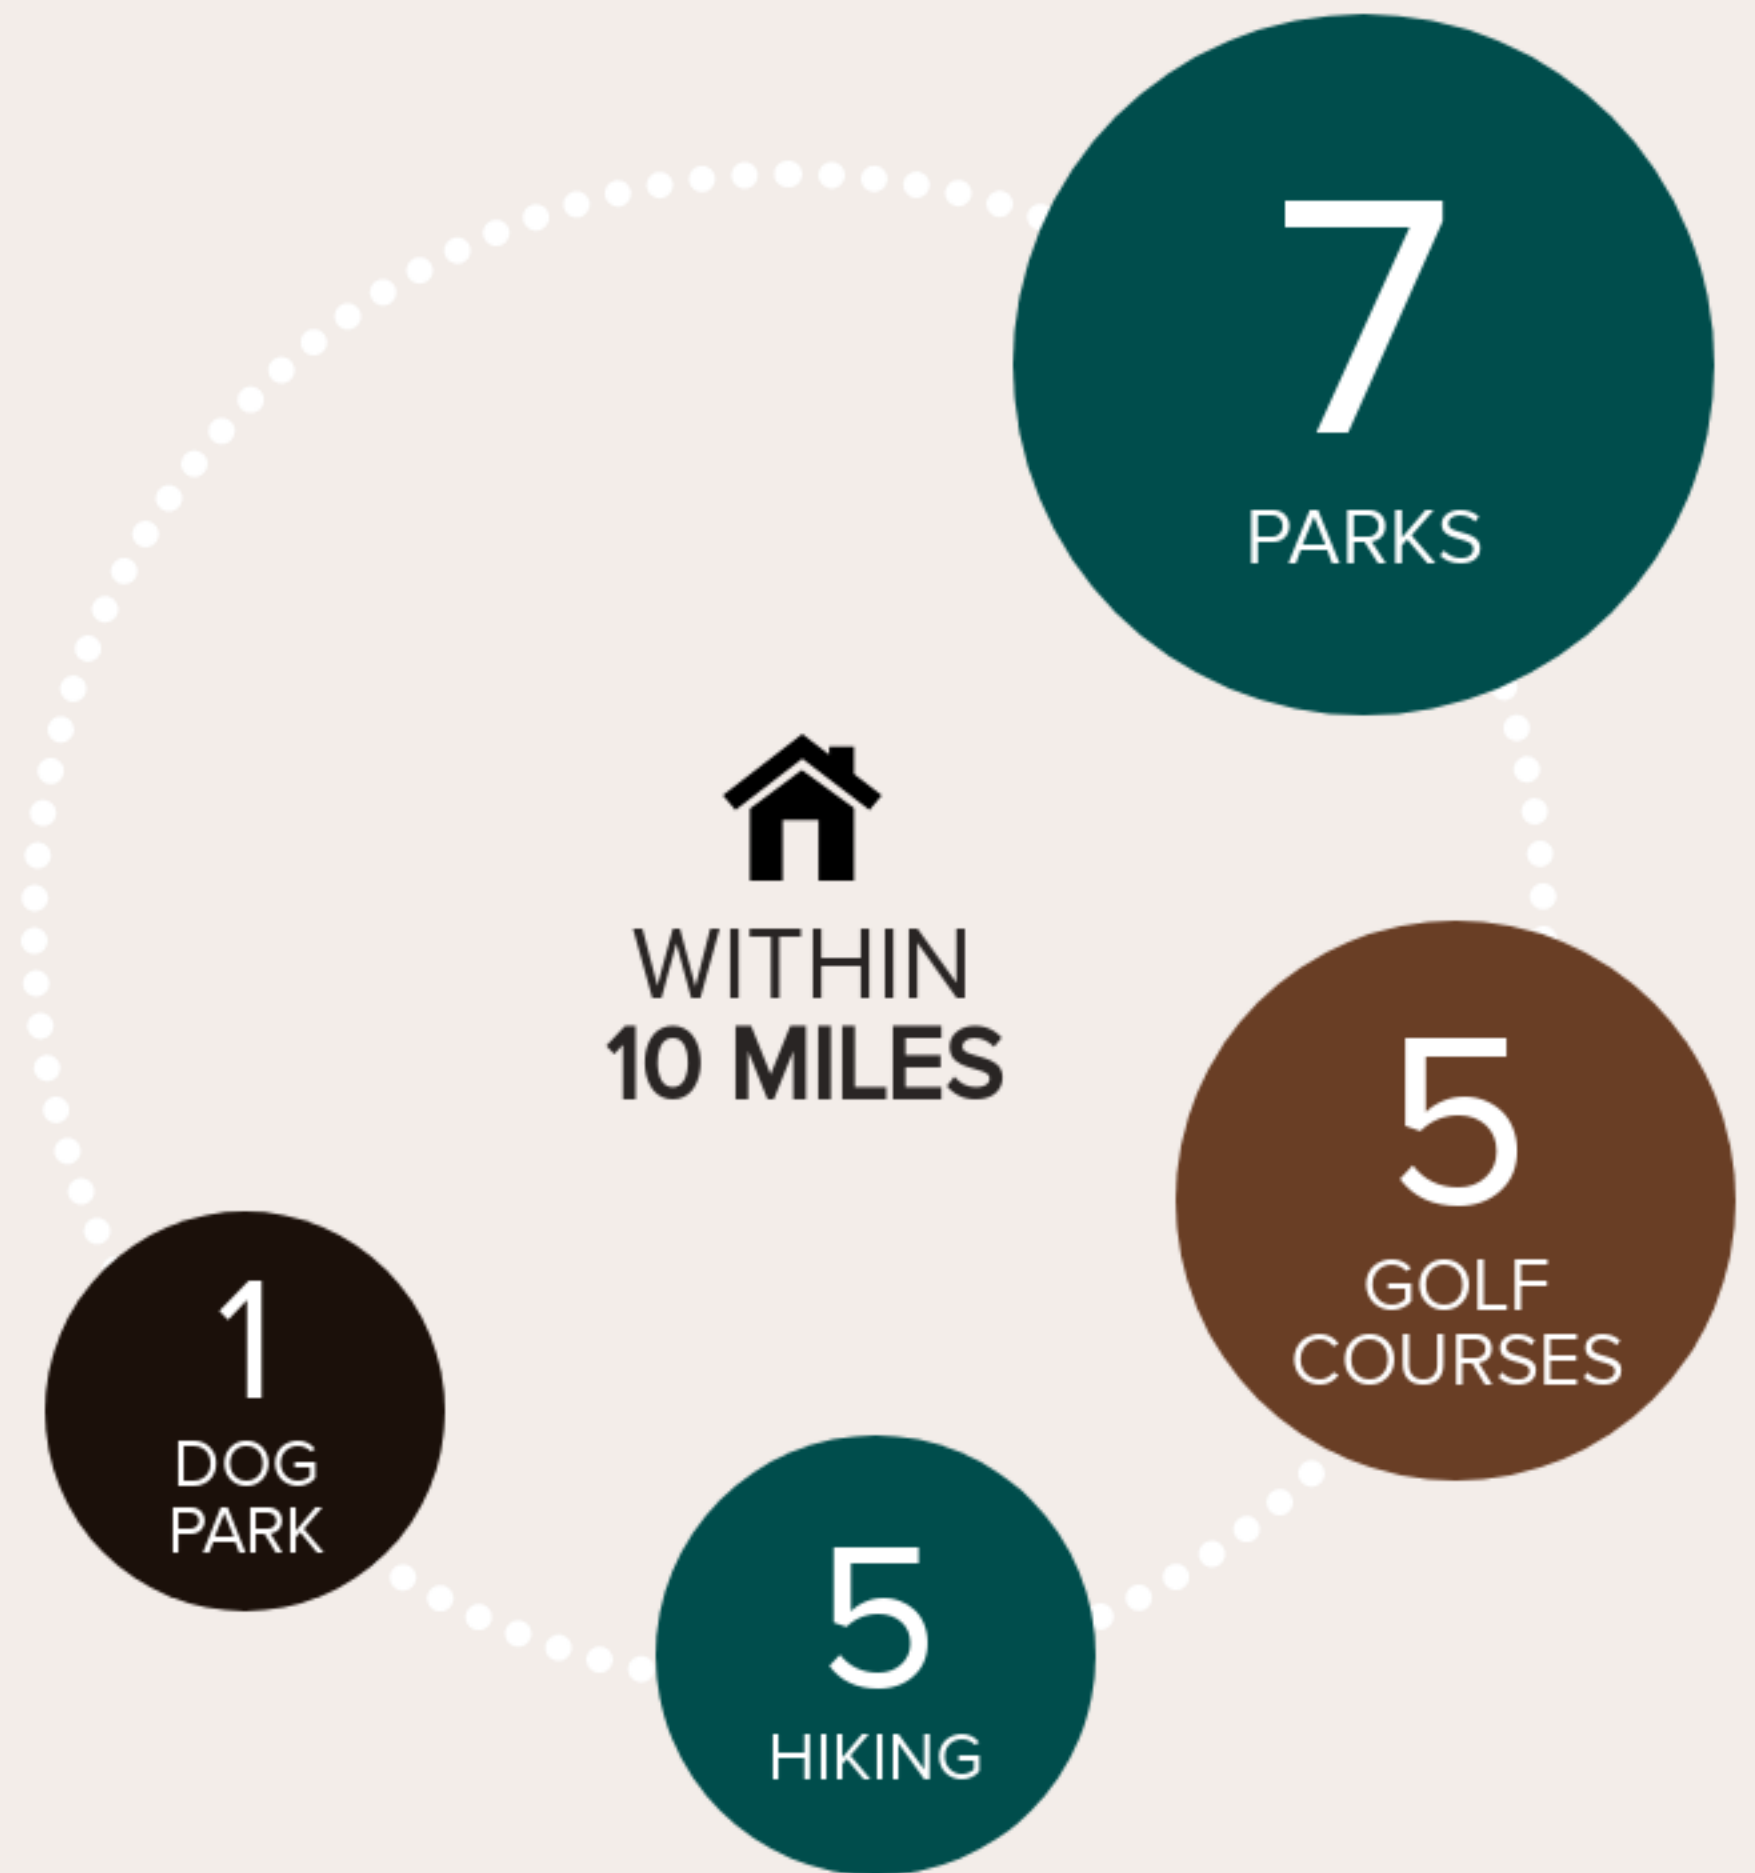 7
PARKS
WITHIN
10 MILES
5
GOLF
COURSES
1
DOG
PARK
5
HIKING